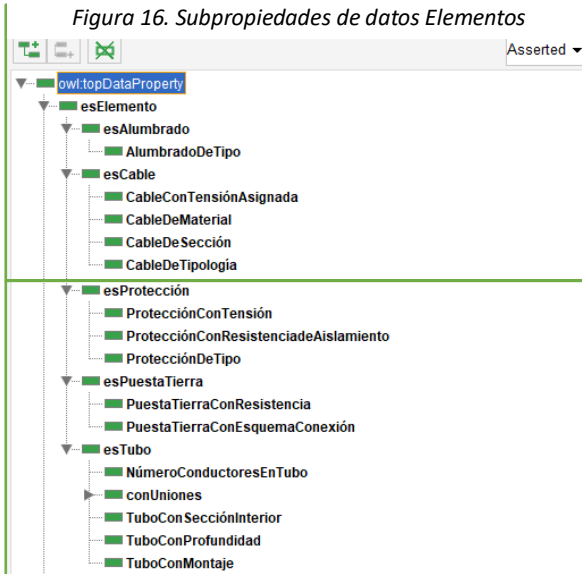 Figura 16. Subpropiedades de datos Elementos
Asserted
owl:topDataProperty
esElemento
esAlumbrado
AlumbradoDeTipo
esCable
CableConTensiónAsignada
CableDeMaterial
CableDeSección
CableDeTipología
esProtección
ProtecciónConTensión
ProtecciónConResistenciadeAislamiento
ProtecciónDeTipo
esPuestaTierra
PuestaTierraConResistencia
PuestaTierraConEsquemaConexión
esTubo
NúmeroConductoresEnTubo
conUniones
TuboConSecciónInterior
TuboConProfundidad
TuboConMontaje